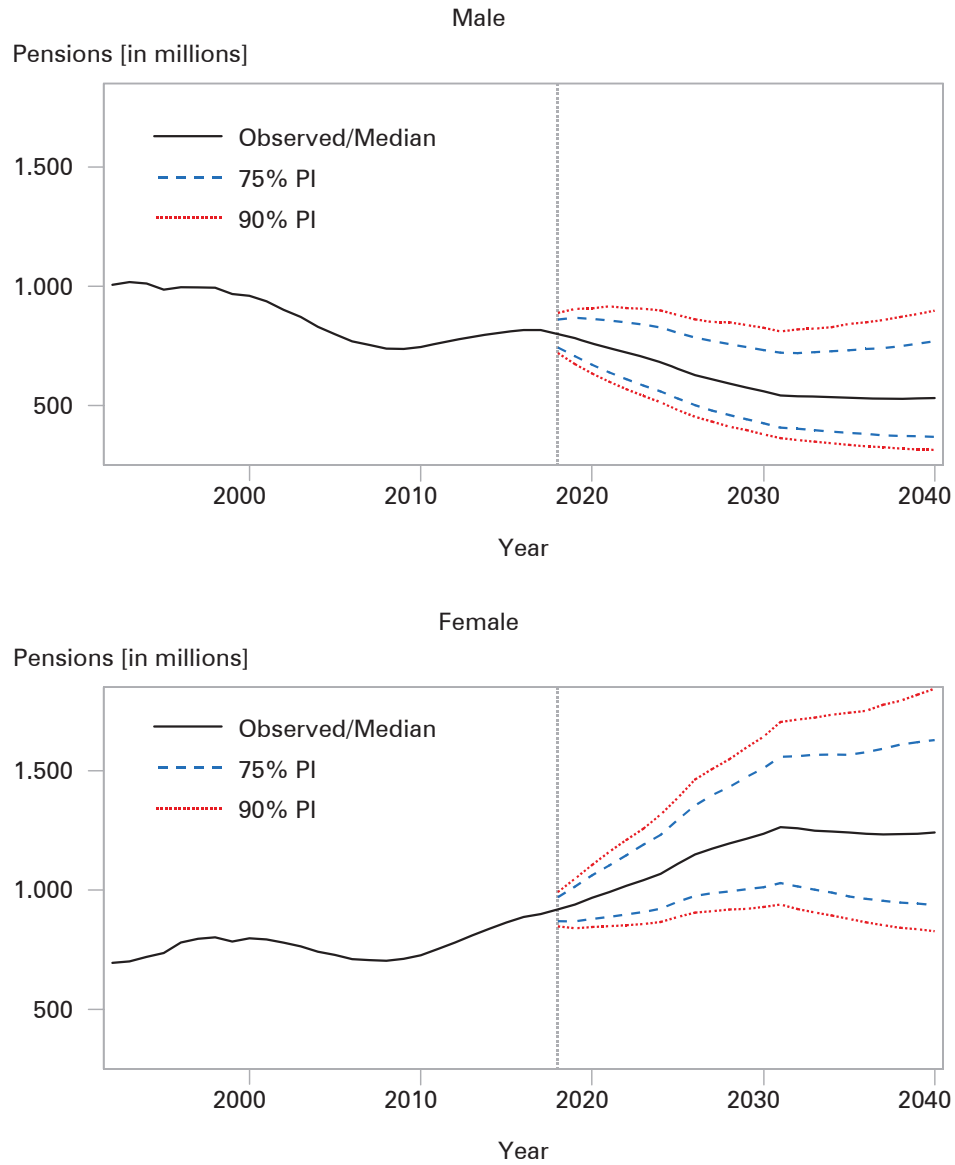 Male
Pensions [in millions]
Observed/Median
75% PI
90% PI
1.500
1.000
500
2000 2010 2020 2030 2040
Year
Female
Pensions [in millions]
Observed/Median
75% PI
90% PI
1.500
1.000
500
2000 2010 2020 2030 2040
Year